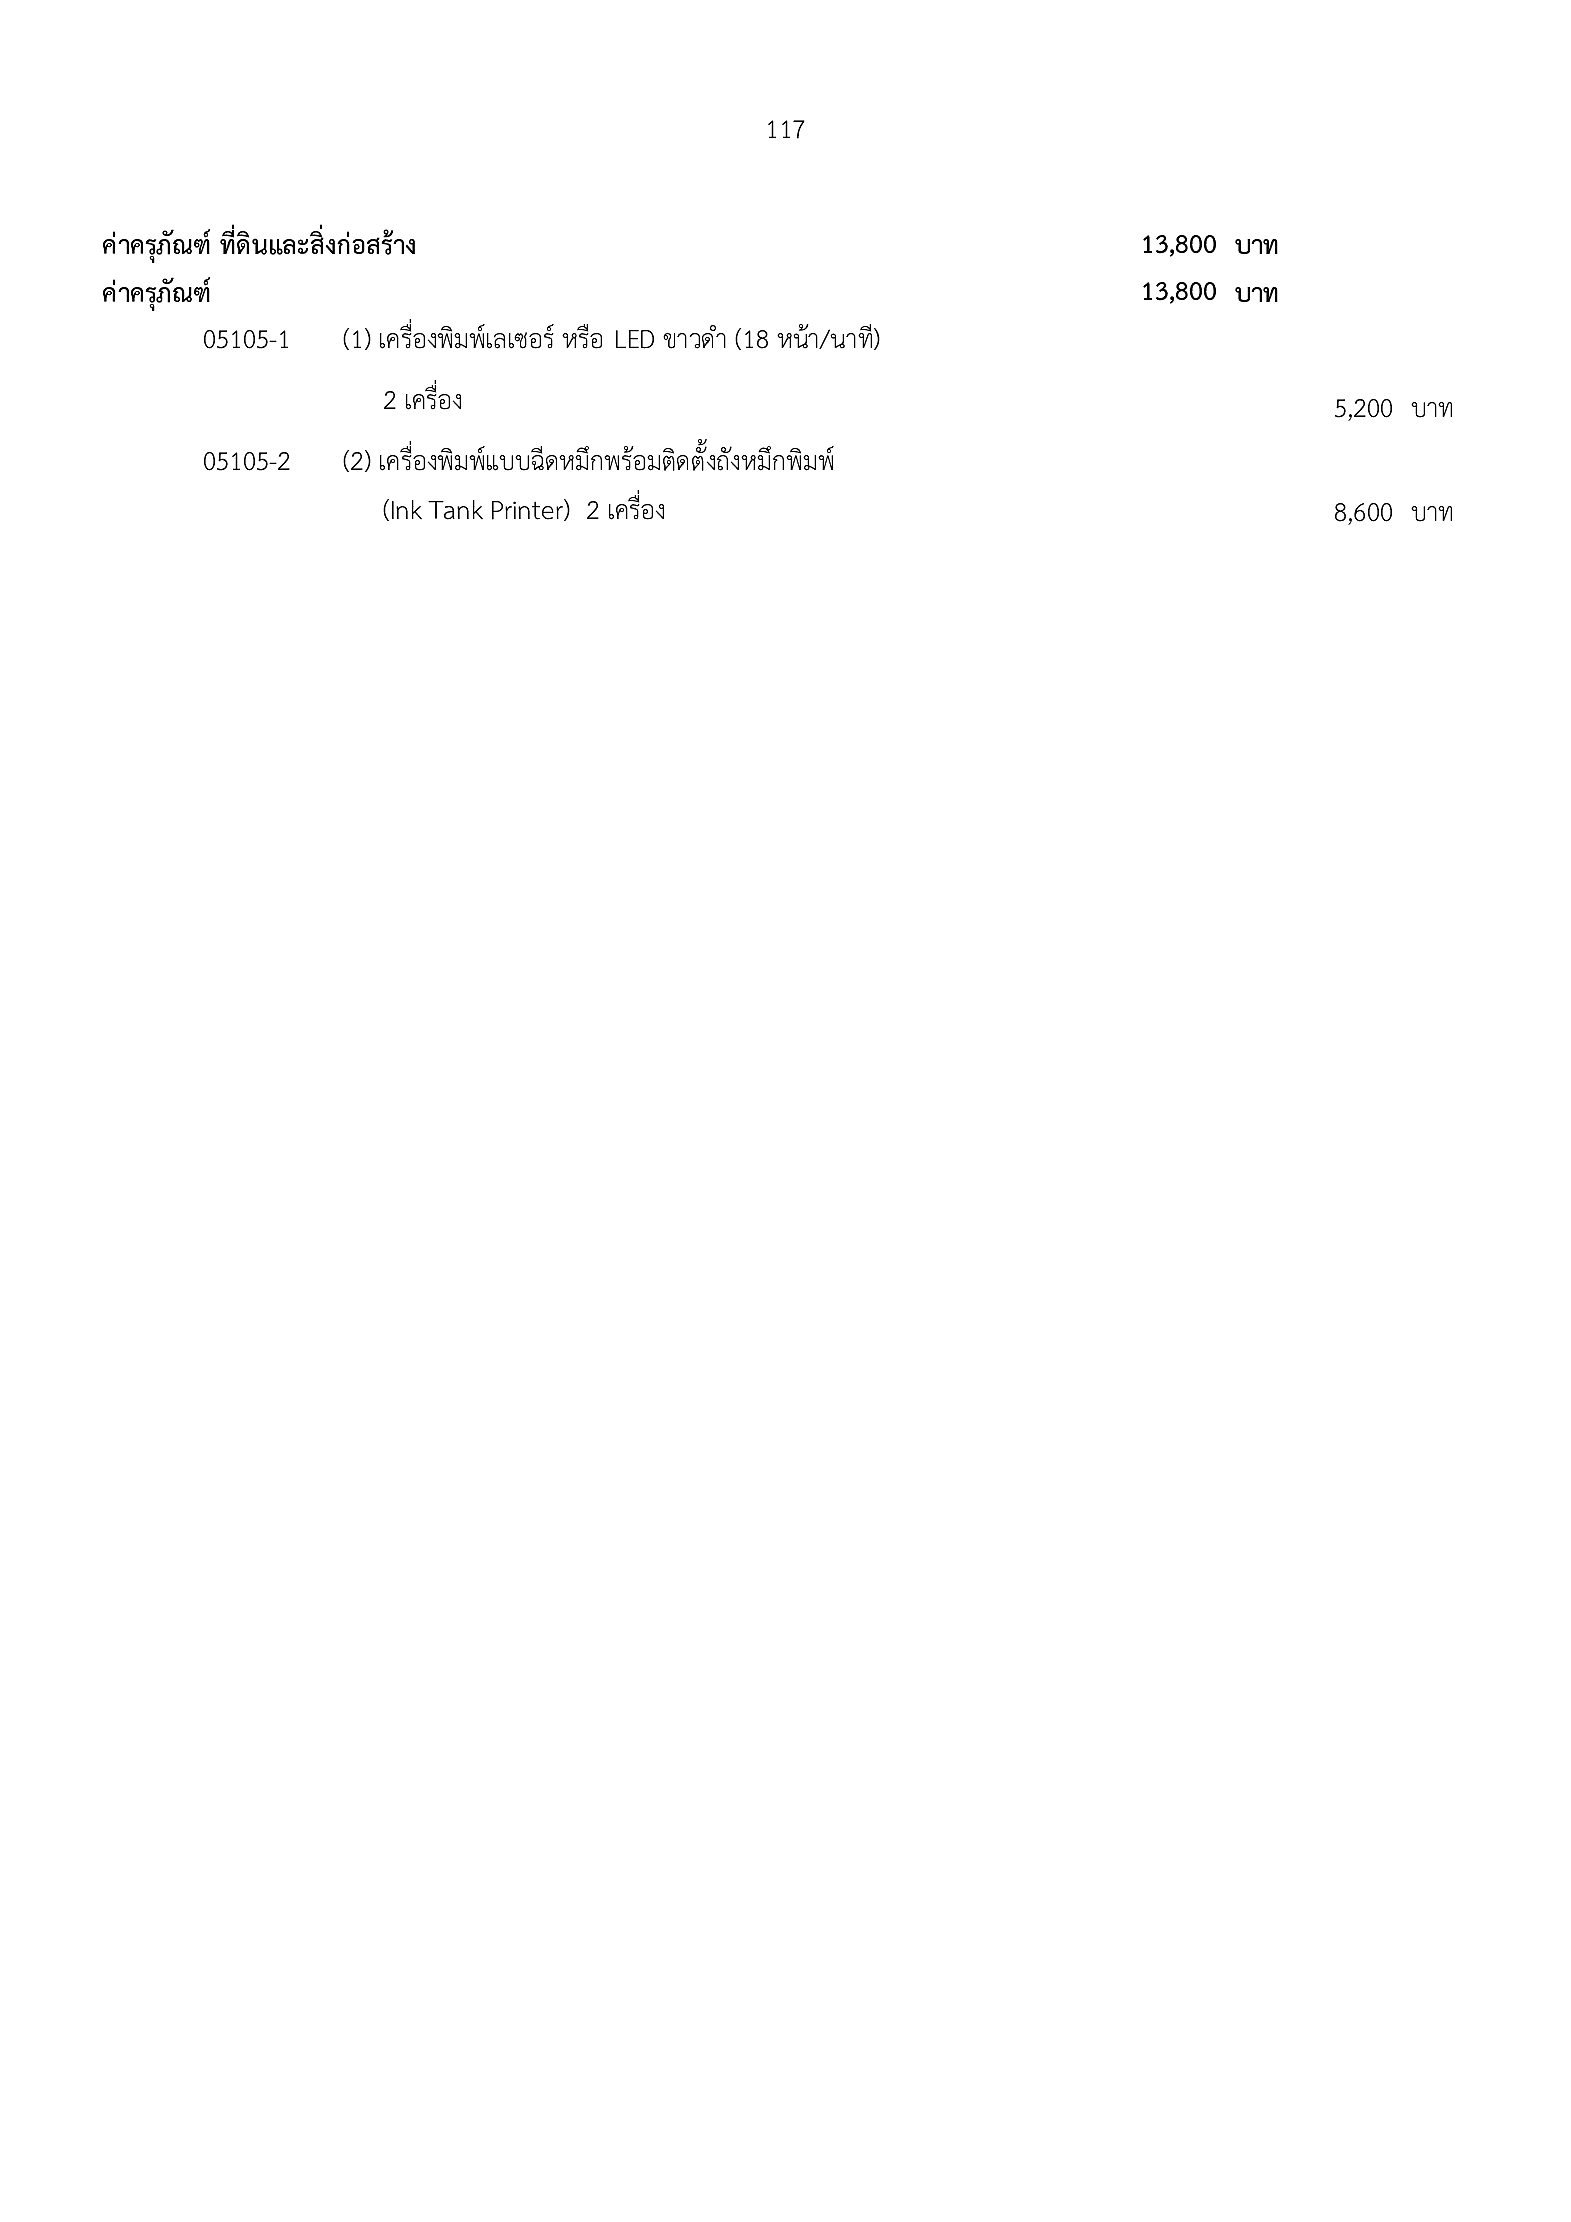 117
ค่าครุภัณฑ์ ที่ดินและสิ่งก่อสร้าง 13,800 บาท
ค่าครุภัณฑ์ 13,800 บาท
05105-1 (1) เครื่องพิมพ์เลเซอร์ หรือ LED ขาวดำ (18 หน้า/นาที)
2 เครื่อง 5,200 บาท
05105-2 (2) เครื่องพิมพ์แบบฉีดหมึกพร้อมติดตั้งถังหมึกพิมพ์
(Ink Tank Printer) 2 เครื่อง 8,600 บาท